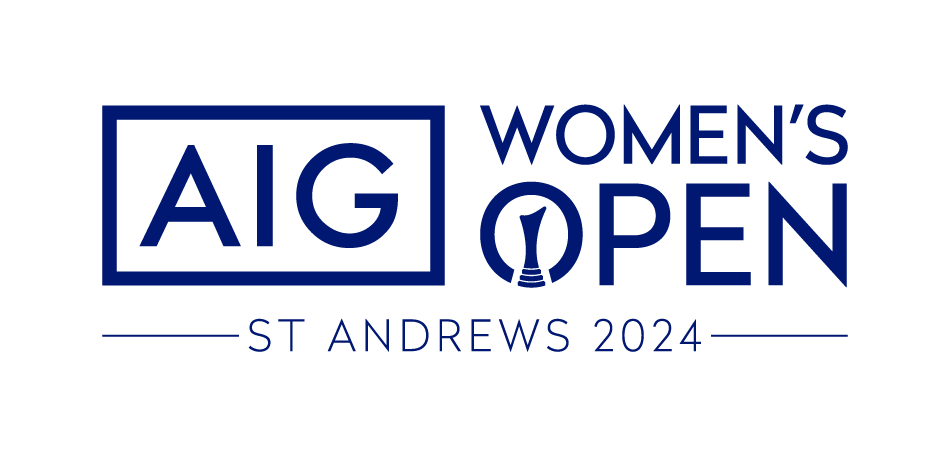 AIG
WOMEN'S
OPEN
ST ANDREWS 2024